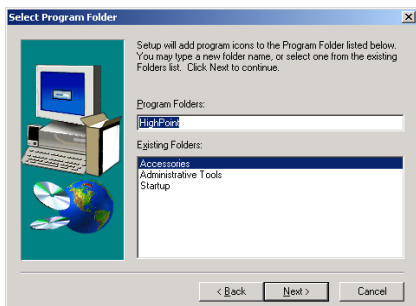 Select Program Folder
Setup will add program icons to the Program Folder listed below.
You may type a new folder name, or select one from the existing
Folders list. Click Next to continue.
Program Folders:
HighPoint
Existing Folders:
Accessories
Administrative Tools
Startup
< Back
Next >
Cancel